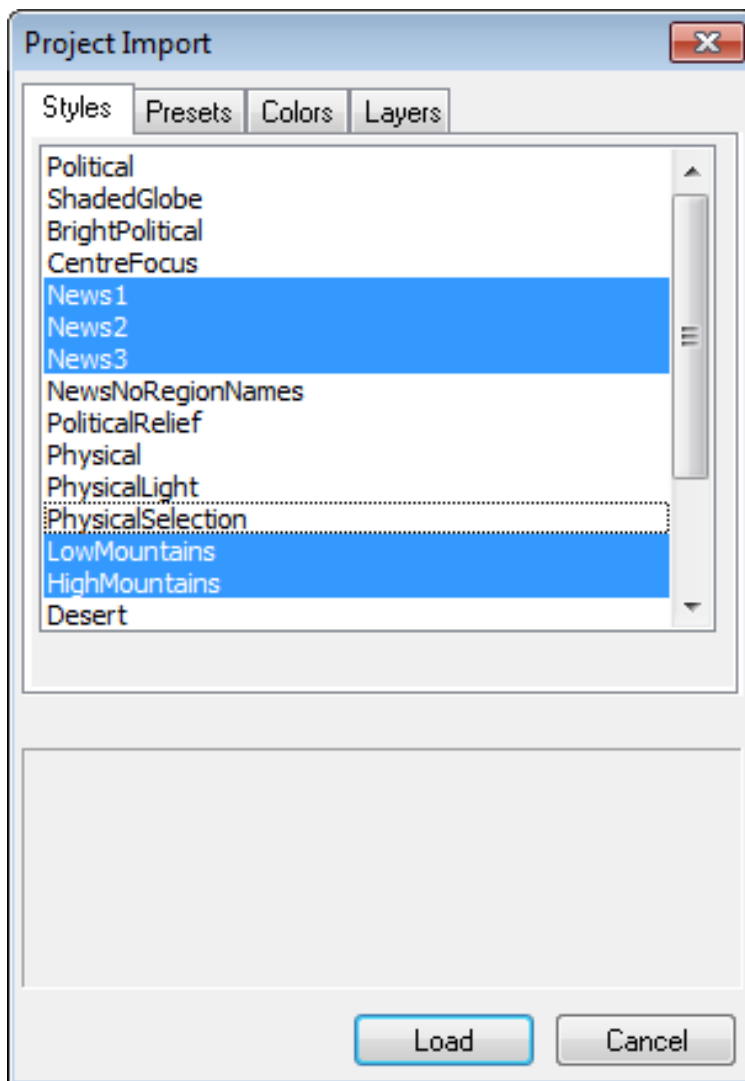 Project Import
Styles Presets Colors Layers
Political
ShadedGlobe
BrightPolitical
CentreFocus
News1
News2
News3
NewsNoRegionNames
PoliticalRelief
Physical
PhysicalLight
PhysicalSelection
LowMountains
HighMountains
Desert
Load Cancel